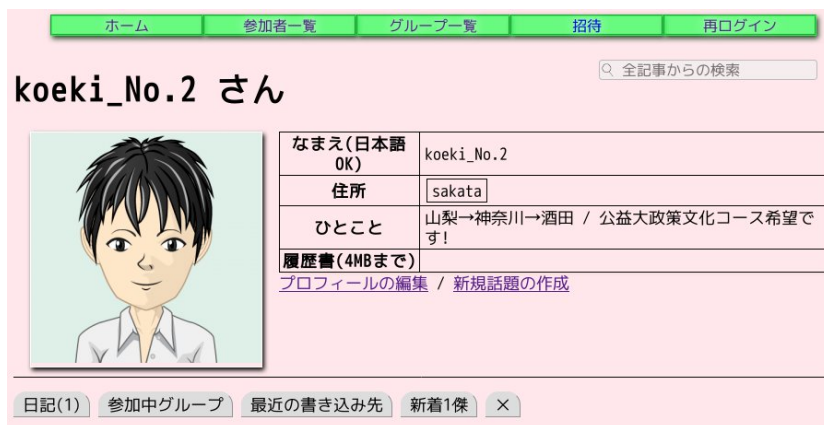 ホーム
参加者一覧
グループ一覧
招待
再ログイン
全記事からの検索
koeki_No.2 さん
なまえ(日本語
OK)
koeki_No.2
住所
sakata
ひとこと
山梨→神奈川→酒田 / 公益大政策文化コース希望で
す!
履歴書(4MBまで)
プロフィールの編集 / 新規話題の作成
日記(1)
参加中グループ
最近の書き込み先
新着1傑
×